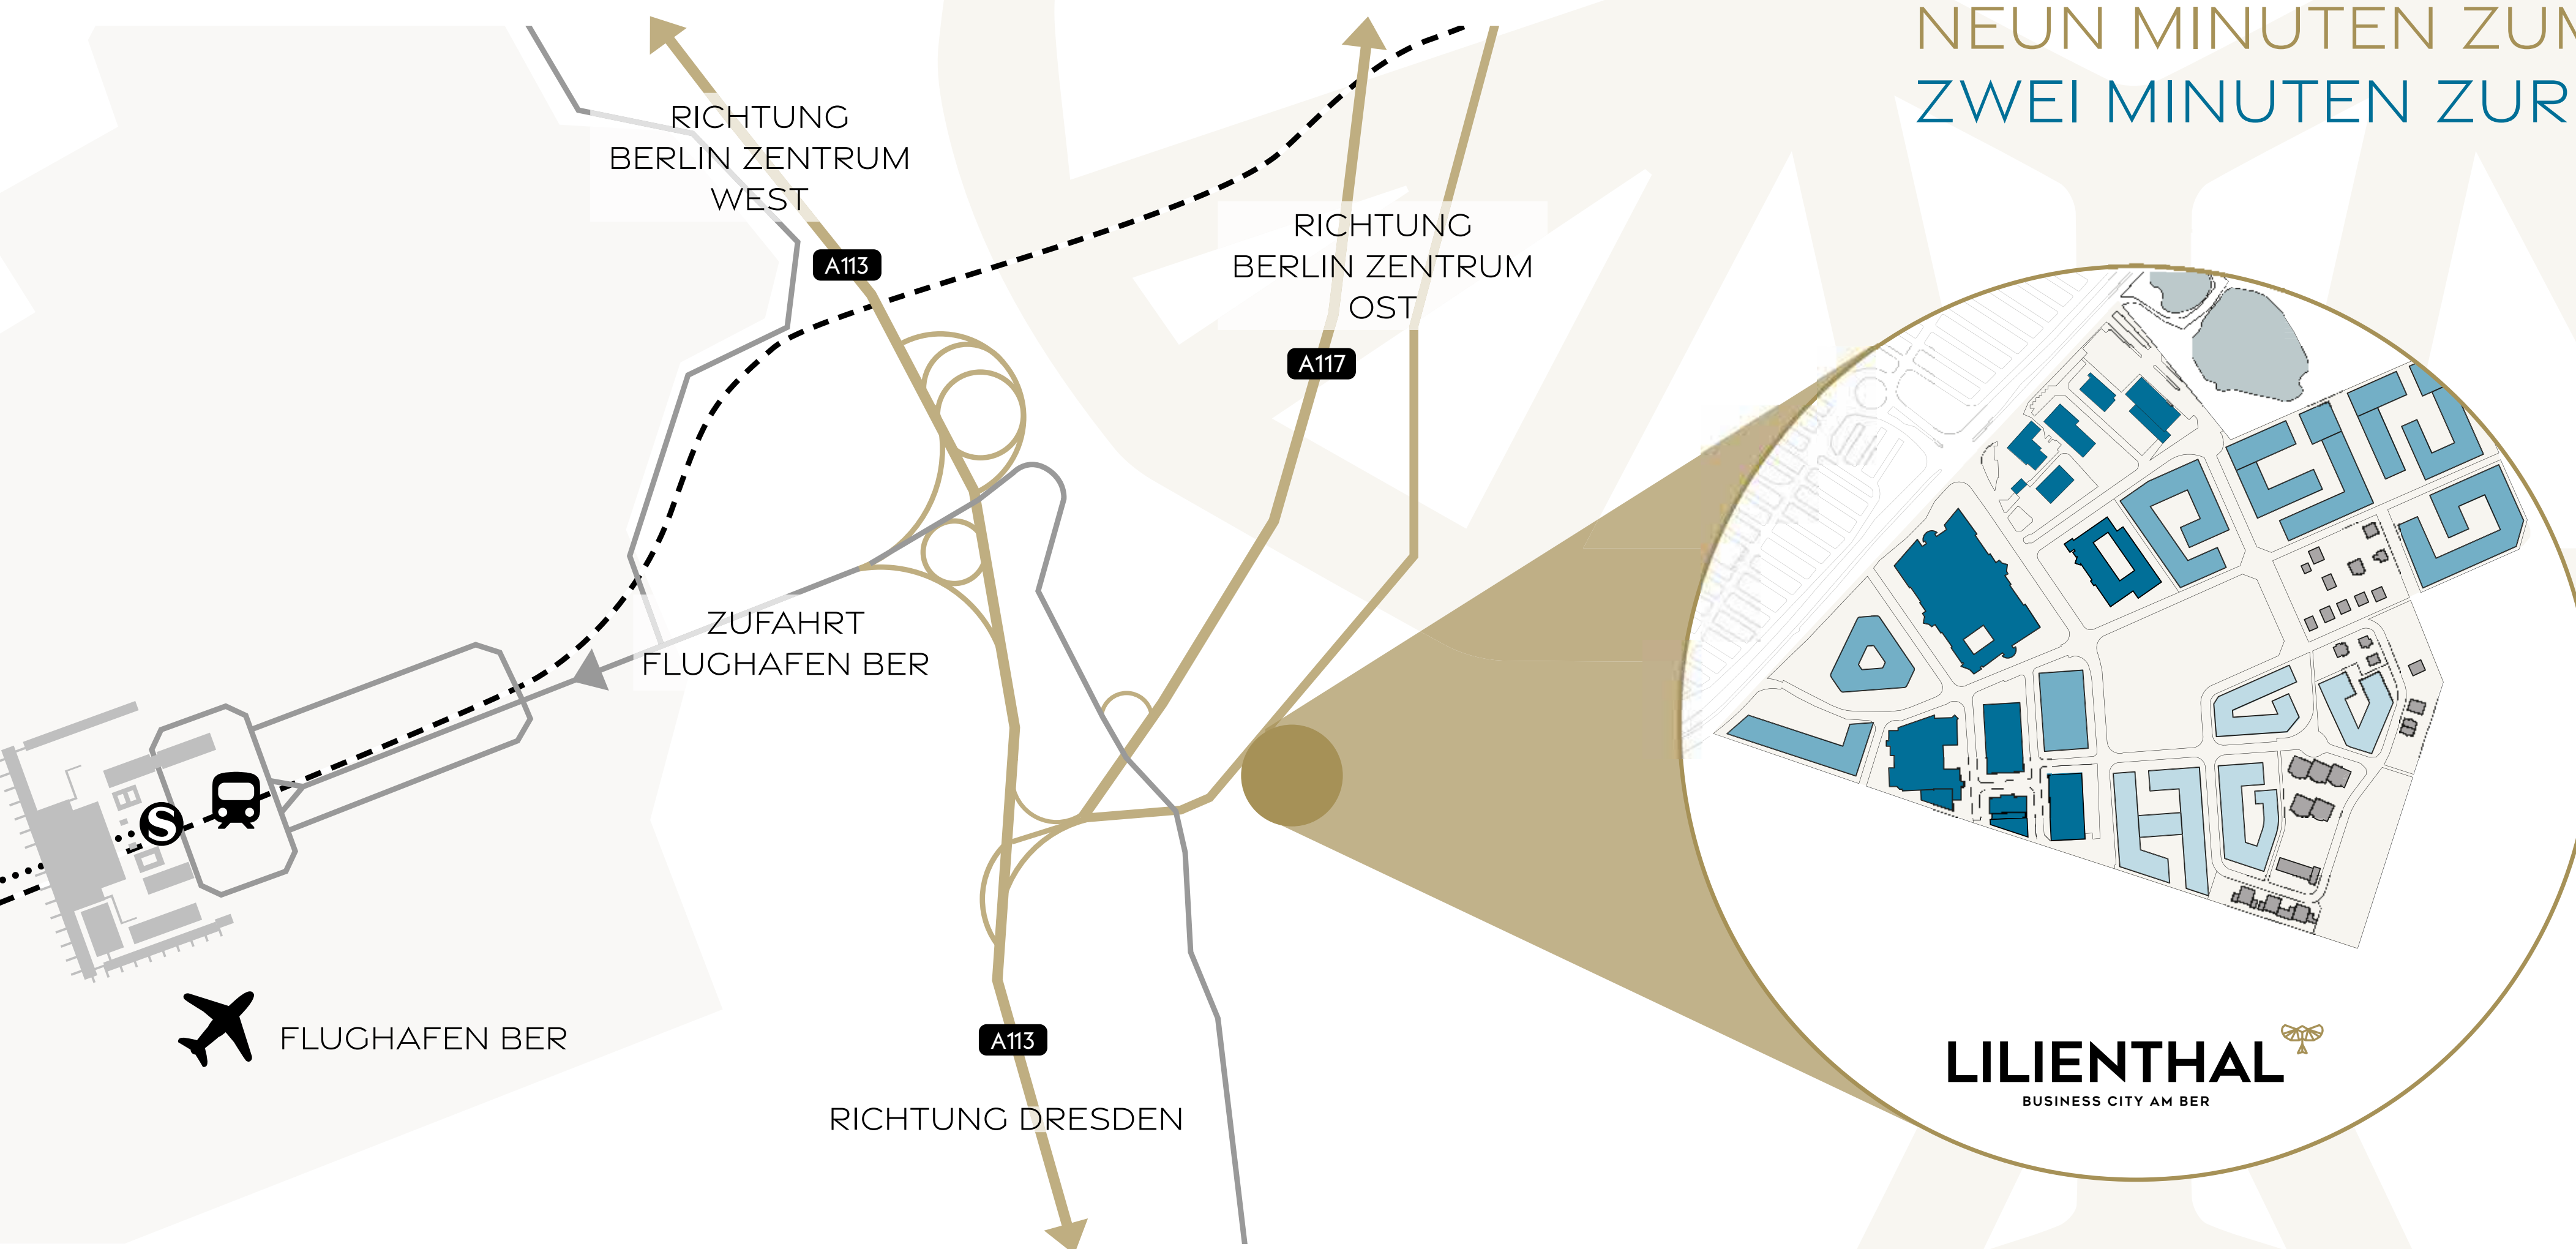 NEUN MINUTEN ZUM
ZWEI MINUTEN ZUR
RICHTUNG
BERLIN ZENTRUM
WEST
A113
RICHTUNG
BERLIN ZENTRUM
OST
A117
ZUFAHRT
FLUGHAFEN BER
S
FLUGHAFEN BER
A113
RICHTUNG DRESDEN
LILIENTHAL
BUSINESS CITY AM BER